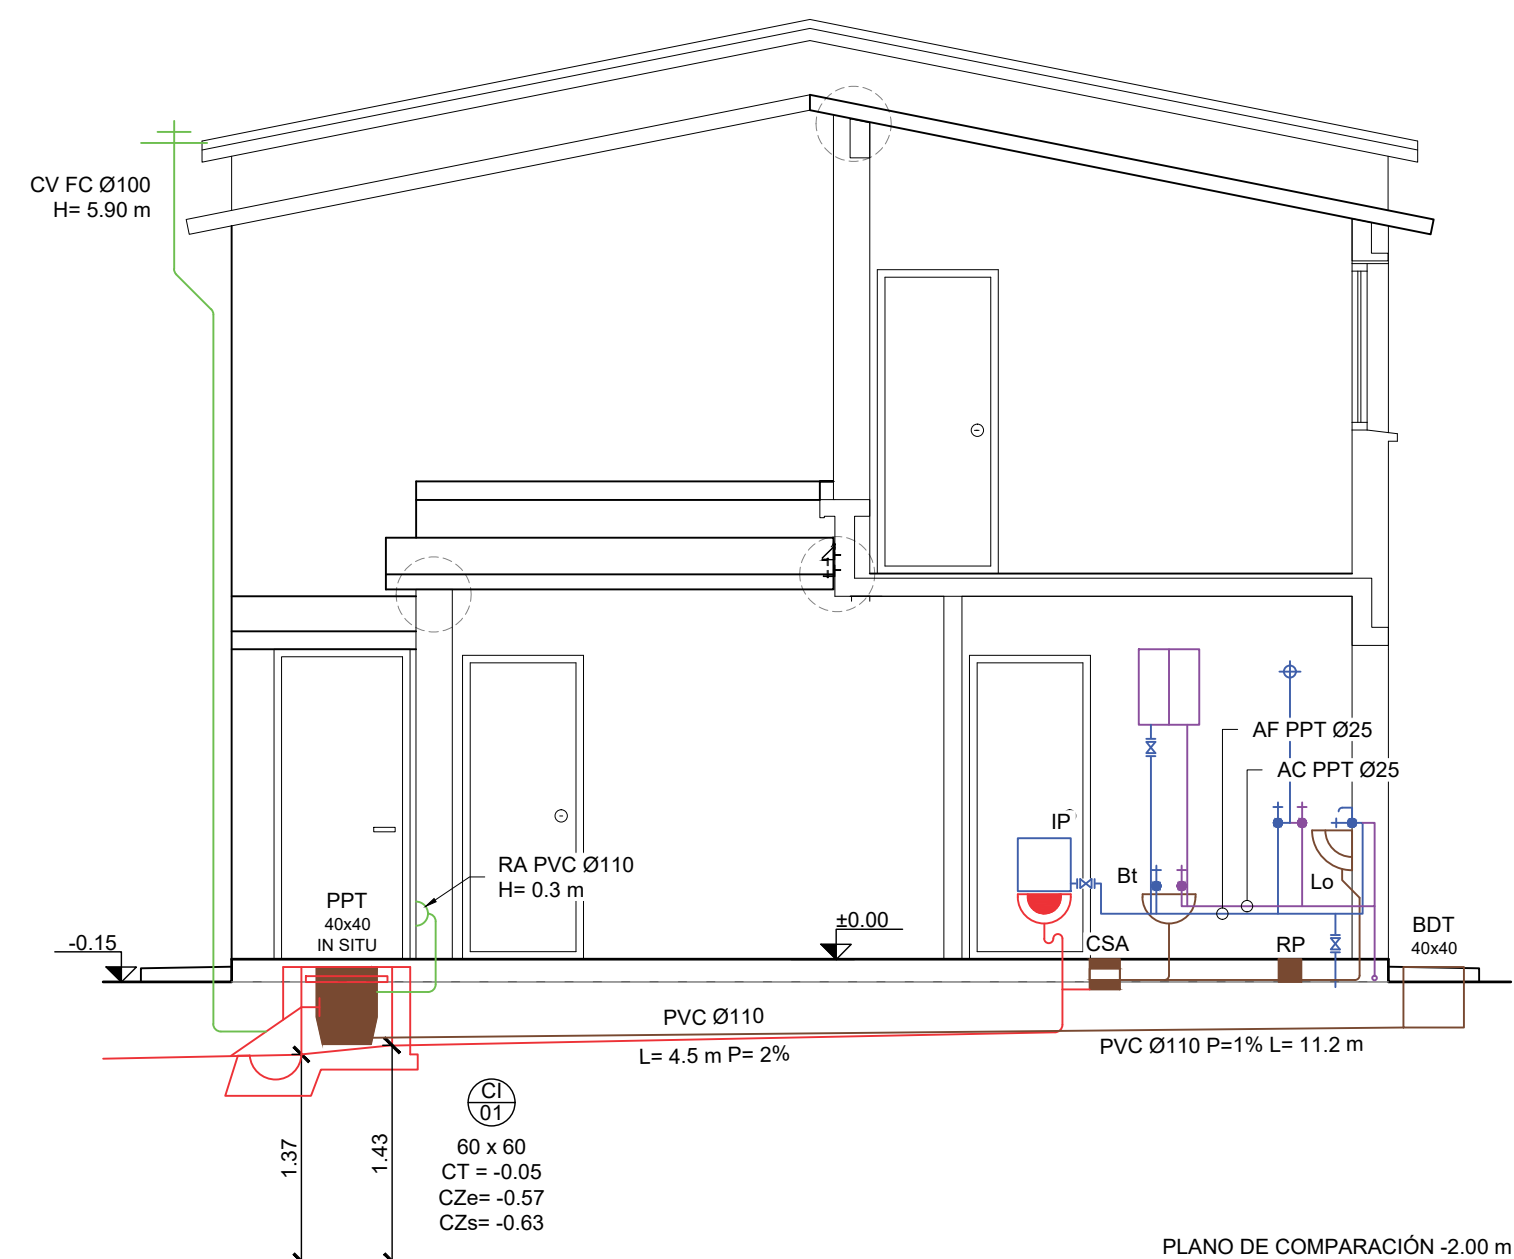 CV FC Ø100
H= 5.90 m
AF PPT Ø25
AC PPT Ø25
IP
Bt
Lo
RA PVC Ø110
H= 0.3 m
PPT
40x40
IN SITU
-0.15
±0.00
CSA
RP
BDT
40x40
PVC Ø110
L= 4.5 m P= 2%
PVC Ø110 P=1% L= 11.2 m
CI
01
60 x 60
CT = -0.05
CZe= -0.57
CZs= -0.63
1.37
1.43
PLANO DE COMPARACIÓN -2.00 m